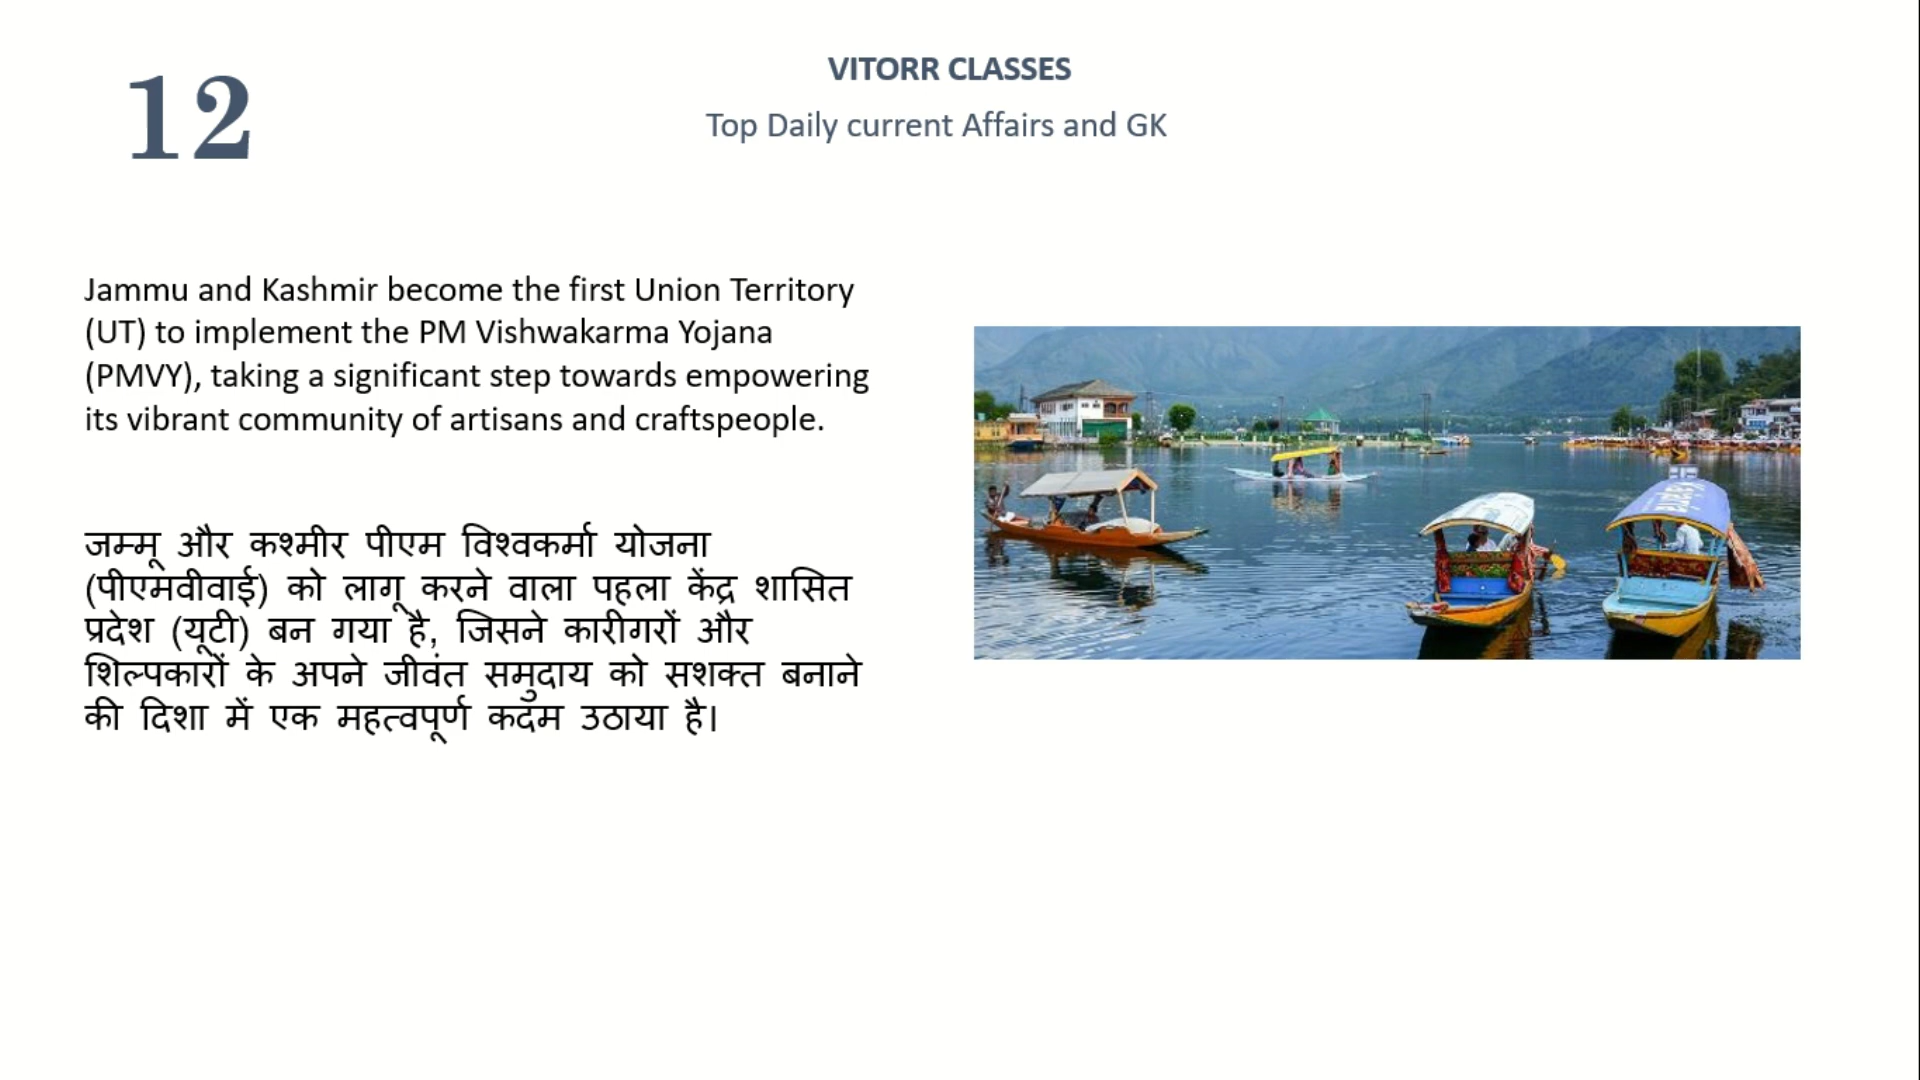 12
VITORR CLASSES
Top Daily current Affairs and GK
Jammu and Kashmir become the first Union Territory
(UT) to implement the PM Vishwakarma Yojana
(PMVY), taking a significant step towards empowering
its vibrant community of artisans and craftspeople.
जम्मू और कश्मीर पीएम विश्वकर्मा योजना
(पीएमवीवाई) को लागू करने वाला पहला केंद्र शासित
प्रदेश (यूटी) बन गया है, जिसने कारीगरों और
शिल्पकारों के अपने जीवंत समुदाय को सशक्त बनाने
की दिशा में एक महत्वपूर्ण कदम उठाया है।